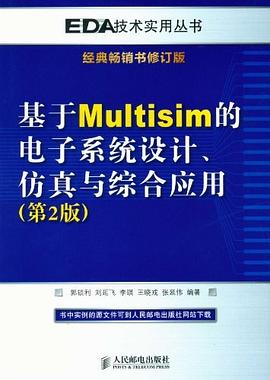 EDA技术实用丛书
经典畅销书修订版
基于Multisim的
电子系统设计、
仿真与综合应用
(第2版)
郭锁利 刘延飞 李琪 王晓戎 张延伟 编著
书中实例的源文件可到人民邮电出版社网站下载
人民邮电出版社
POSTS & TELECOM PRESS